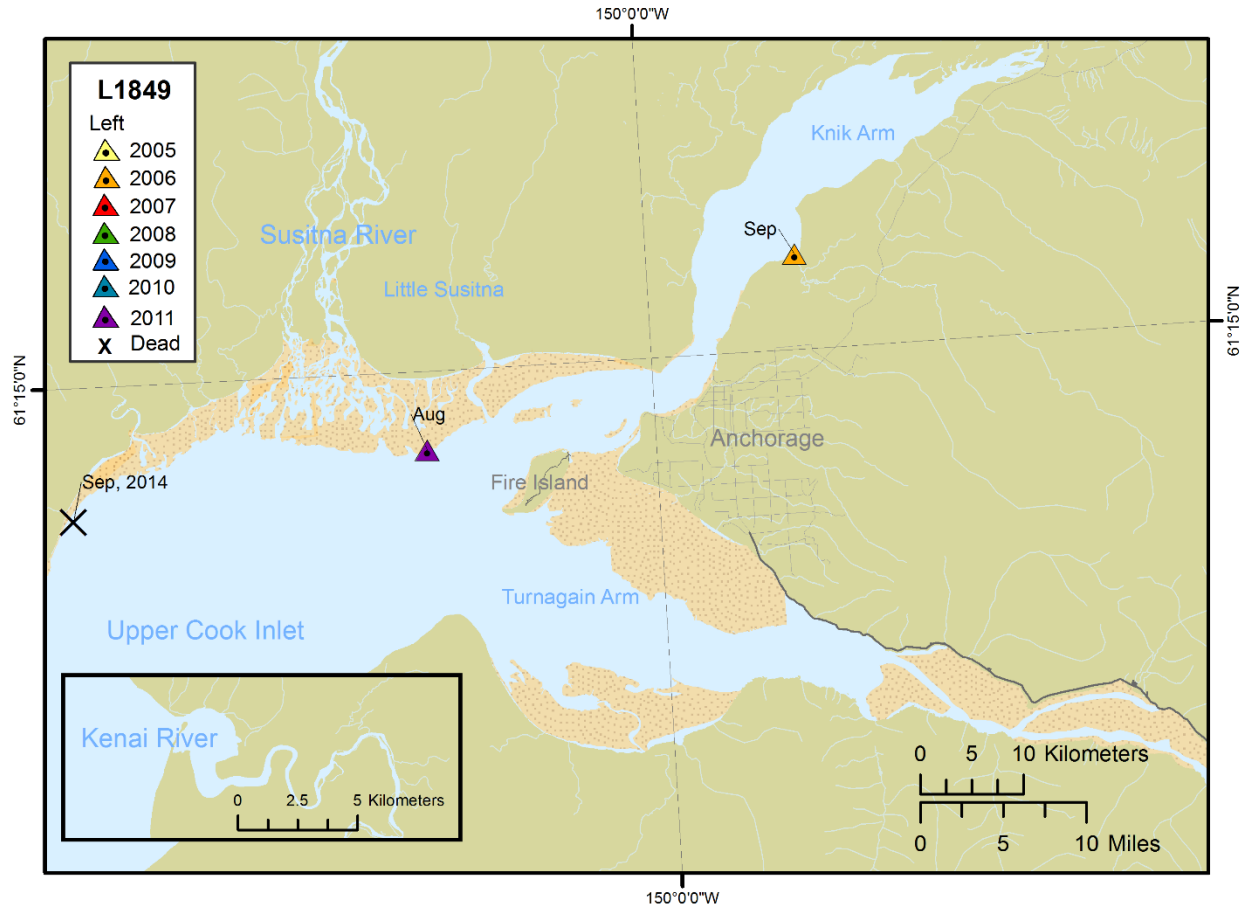 150°0'0"W
L1849
Left
2005
2006
2007
2008
2009
2010
2011
X Dead
Knik Arm
Sep
Susitna River
Little Susitna
61°15'0"N
61°15'0"N
Aug
Anchorage
Sep, 2014
Fire Island
Turnagain Arm
Upper Cook Inlet
Kenai River
0 2.5 5 Kilometers
0 5 10 Kilometers
0 5 10 Miles
150°0'0"W